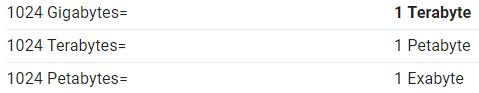 1024 Gigabytes= 1 Terabyte
1024 Terabytes= 1 Petabyte
1024 Petabytes= 1 Exabyte